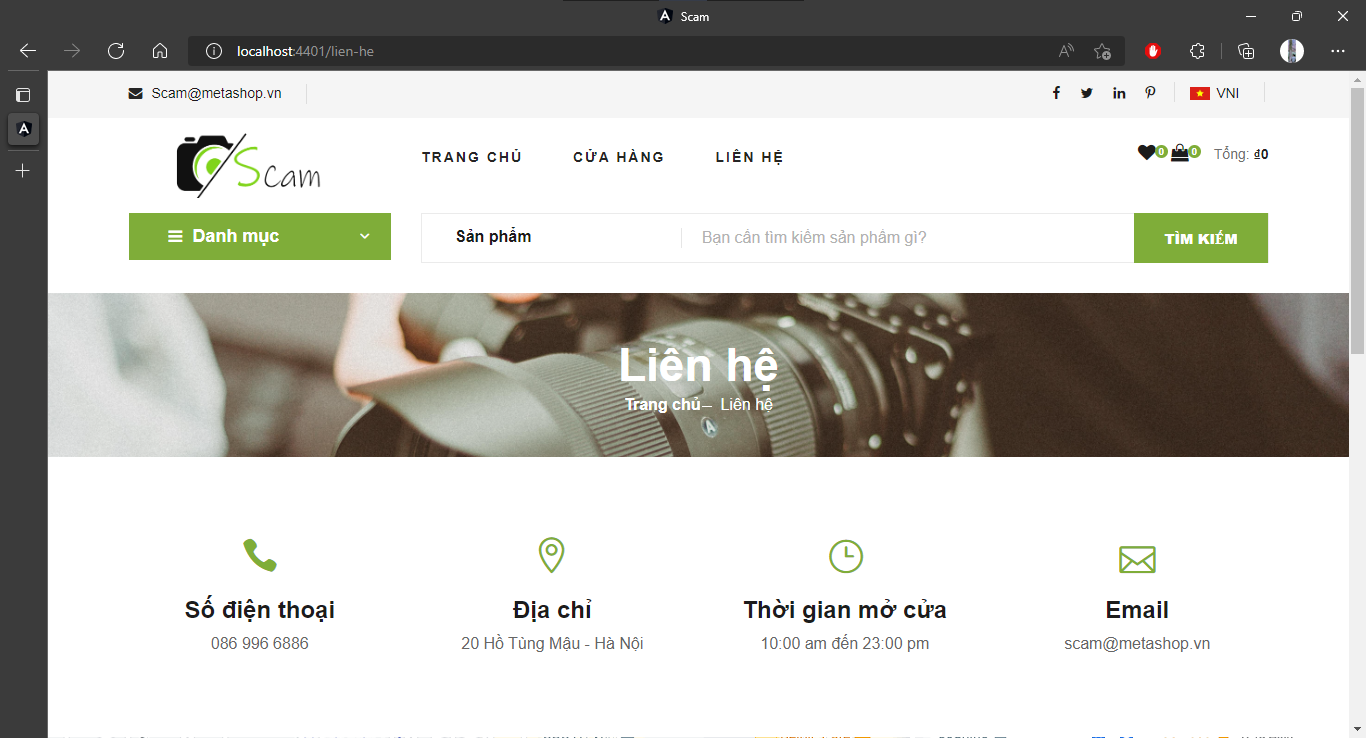 Scam
localhost:4401/lien-he
Scam@metashop.vn
VNI
Scam
TRANG CHỦ
CỬA HÀNG
LIÊN HỆ
0
0
Tổng: ₫0
Danh mục
Sản phẩm
Bạn cần tìm kiếm sản phẩm gì?
TÌM KIẾM
Liên hệ
Trang chủ– Liên hệ
Số điện thoại
086 996 6886
Địa chỉ
20 Hồ Tùng Mậu - Hà Nội
Thời gian mở cửa
10:00 am đến 23:00 pm
Email
scam@metashop.vn